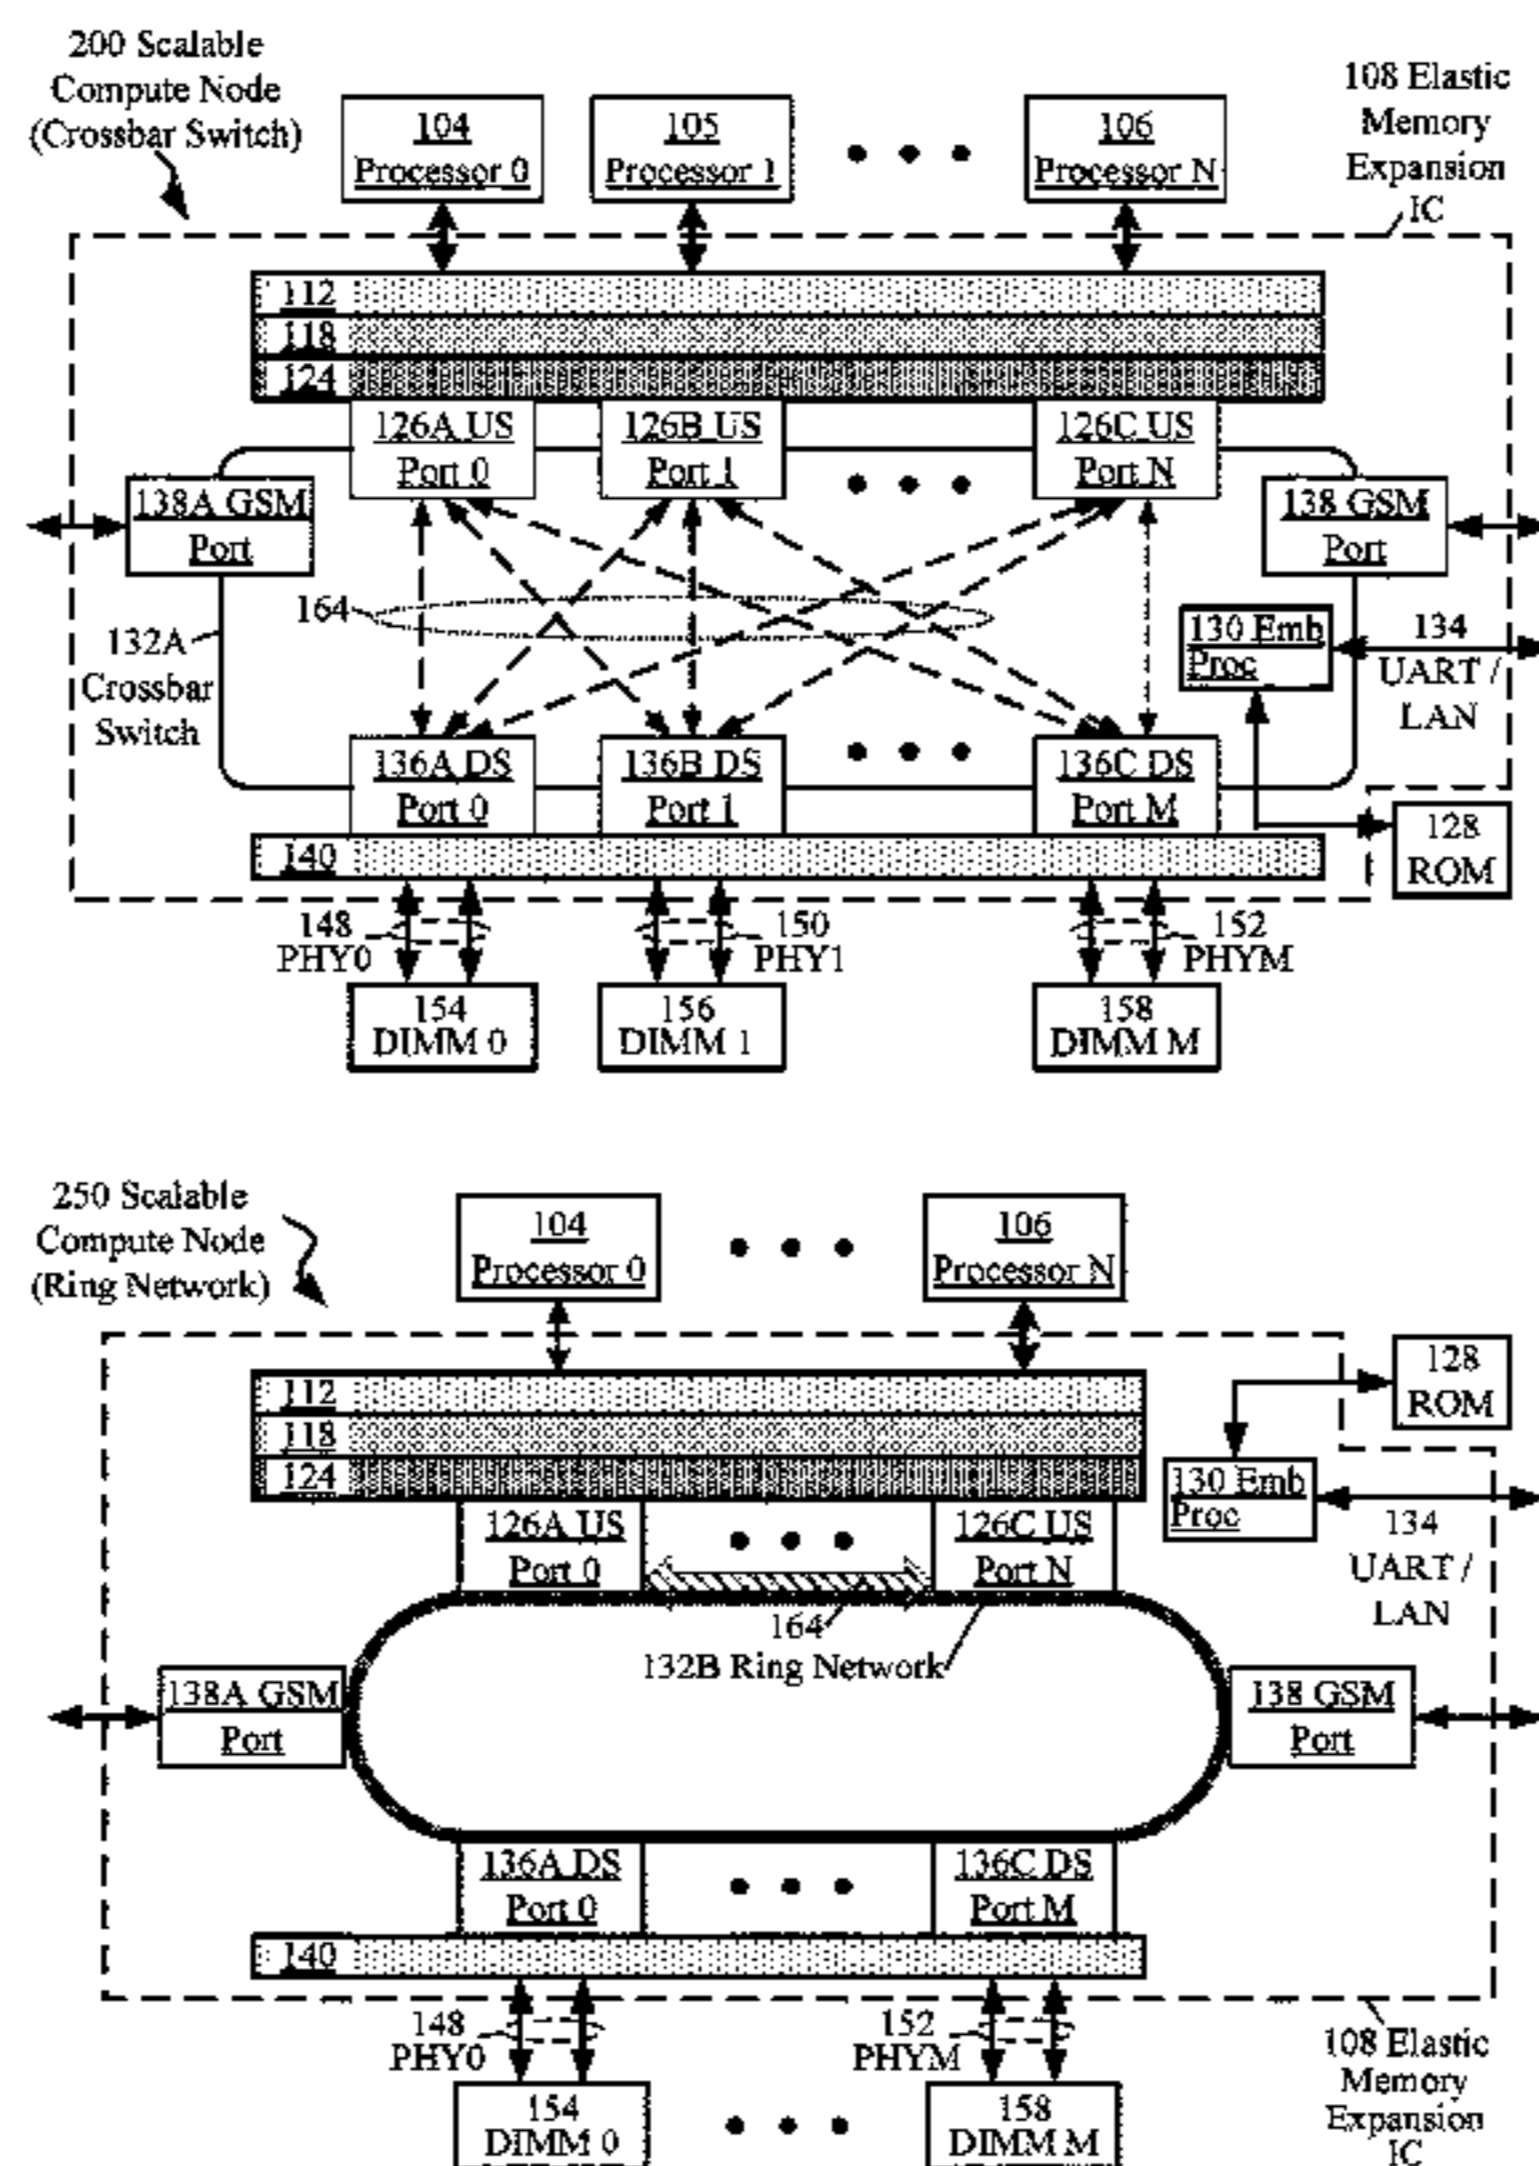 200 Scalable
Compute Node
(Crossbar Switch)
104
Processor 0
105
Processor 1
106
Processor N
108 Elastic
Memory
Expansion
IC
112
118
124
126A US
Port 0
126B US
Port 1
126C US
Port N
138A GSM
Port
138 GSM
Port
164
132A
Crossbar
Switch
130 Emb
Proc
134
UART /
LAN
136A DS
Port 0
136B DS
Port 1
136C DS
Port M
140
128
ROM
148
PHY0
150
PHY1
152
PHYM
154
DIMM 0
156
DIMM 1
158
DIMM M
250 Scalable
Compute Node
(Ring Network)
104
Processor 0
106
Processor N
112
118
124
128
ROM
130 Emb
Proc
134
UART /
LAN
126A US
Port 0
126C US
Port N
164
132B Ring Network
138A GSM
Port
138 GSM
Port
136A DS
Port 0
136C DS
Port M
140
148
PHY0
152
PHYM
154
DIMM 0
158
DIMM M
108 Elastic
Memory
Expansion
IC